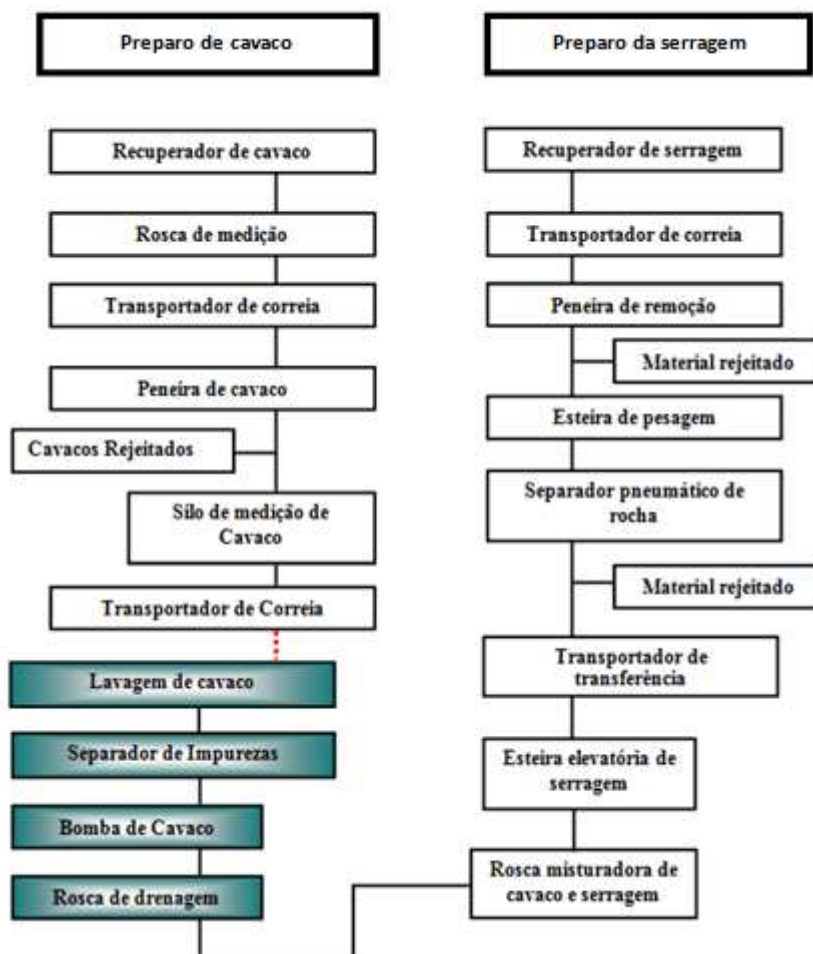 Preparo de cavaco
Recuperador de cavaco
Rosca de medição
Transportador de correia
Peneira de cavaco
Cavacos Rejeitados
Silo de medição de
Cavaco
Transportador de Correia
Lavagem de cavaco
Separador de Impurezas
Bomba de Cavaco
Rosca de drenagem
Preparo da serragem
Recuperador de serragem
Transportador de correia
Peneira de remoção
Material rejeitado
Esteira de pesagem
Separador pneumático de
rocha
Material rejeitado
Transportador de
transferência
Esteira elevatória de
serragem
Rosca misturadora de
cavaco e serragem